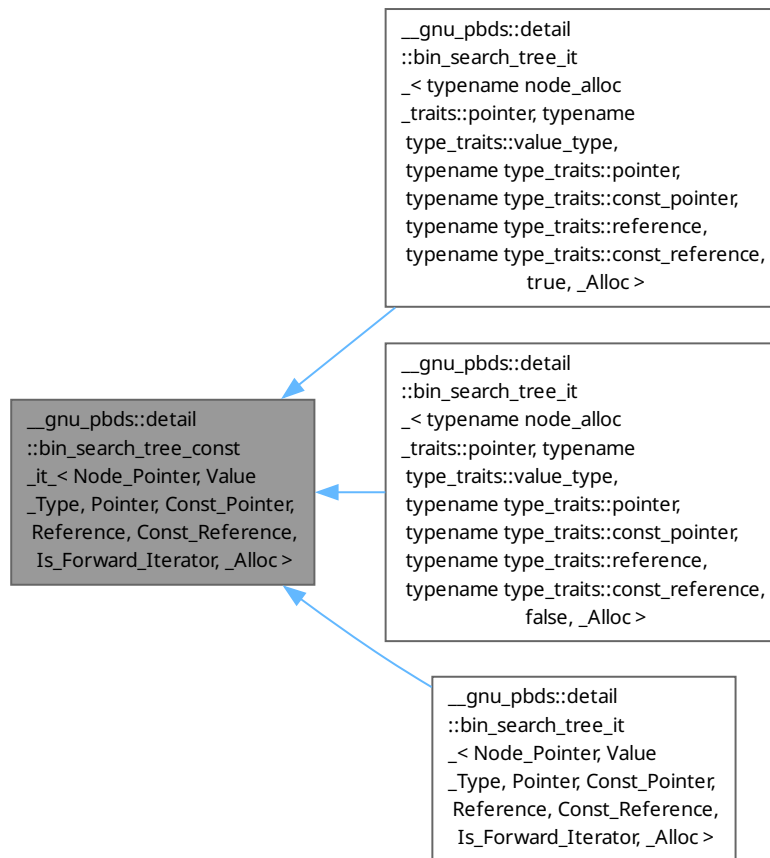 __gnu_pbds::detail
::bin_search_tree_it
_< typename node_alloc
_traits::pointer, typename
type_traits::value_type,
typename type_traits::pointer,
typename type_traits::const_pointer,
typename type_traits::reference,
typename type_traits::const_reference,
true, _Alloc >
__gnu_pbds::detail
::bin_search_tree_const
_it_< Node_Pointer, Value
_Type, Pointer, Const_Pointer,
Reference, Const_Reference,
Is_Forward_Iterator, _Alloc >
__gnu_pbds::detail
::bin_search_tree_it
_< typename node_alloc
_traits::pointer, typename
type_traits::value_type,
typename type_traits::pointer,
typename type_traits::const_pointer,
typename type_traits::reference,
typename type_traits::const_reference,
false, _Alloc >
__gnu_pbds::detail
::bin_search_tree_it
_< Node_Pointer, Value
_Type, Pointer, Const_Pointer,
Reference, Const_Reference,
Is_Forward_Iterator, _Alloc >